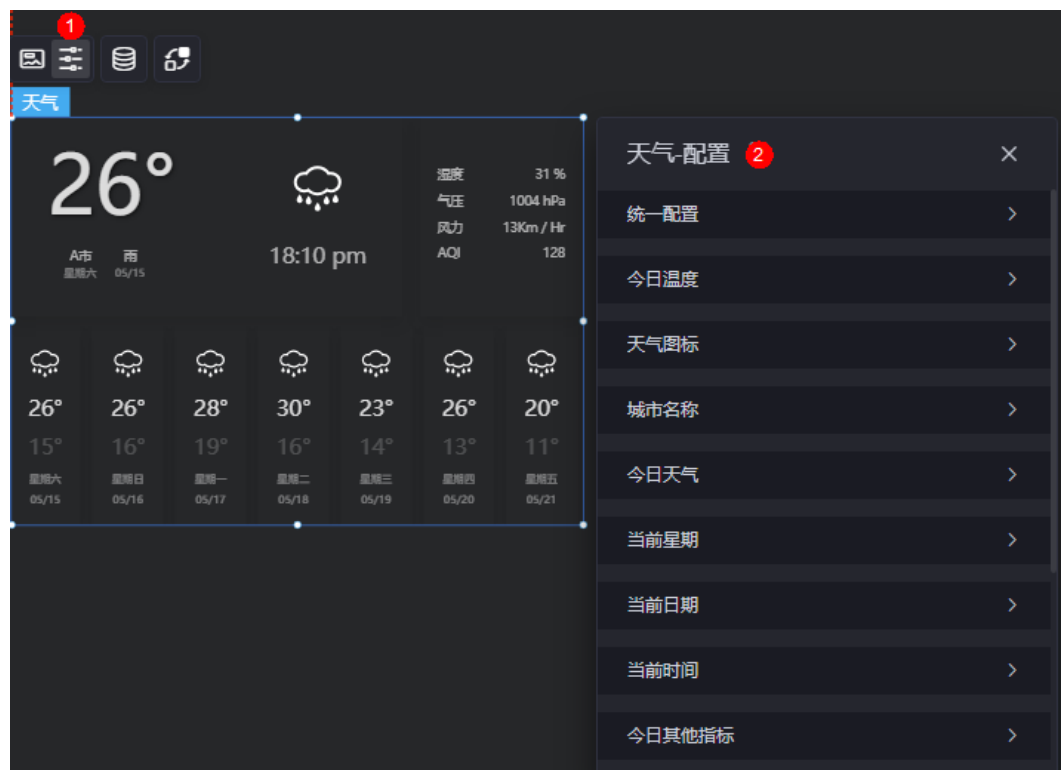 1
天气
26°
A市 雨
星期六 05/15
18:10 pm
湿度 31 %
气压 1004 hPa
风力 13Km / Hr
AQI 128
26° 26° 28° 30° 23° 26° 20°
15° 16° 19° 16° 14° 13° 11°
星期六 星期日 星期一 星期二 星期三 星期四 星期五
05/15 05/16 05/17 05/18 05/19 05/20 05/21
天气-配置 2
统一配置
今日温度
天气图标
城市名称
今日天气
当前星期
当前日期
当前时间
今日其他指标